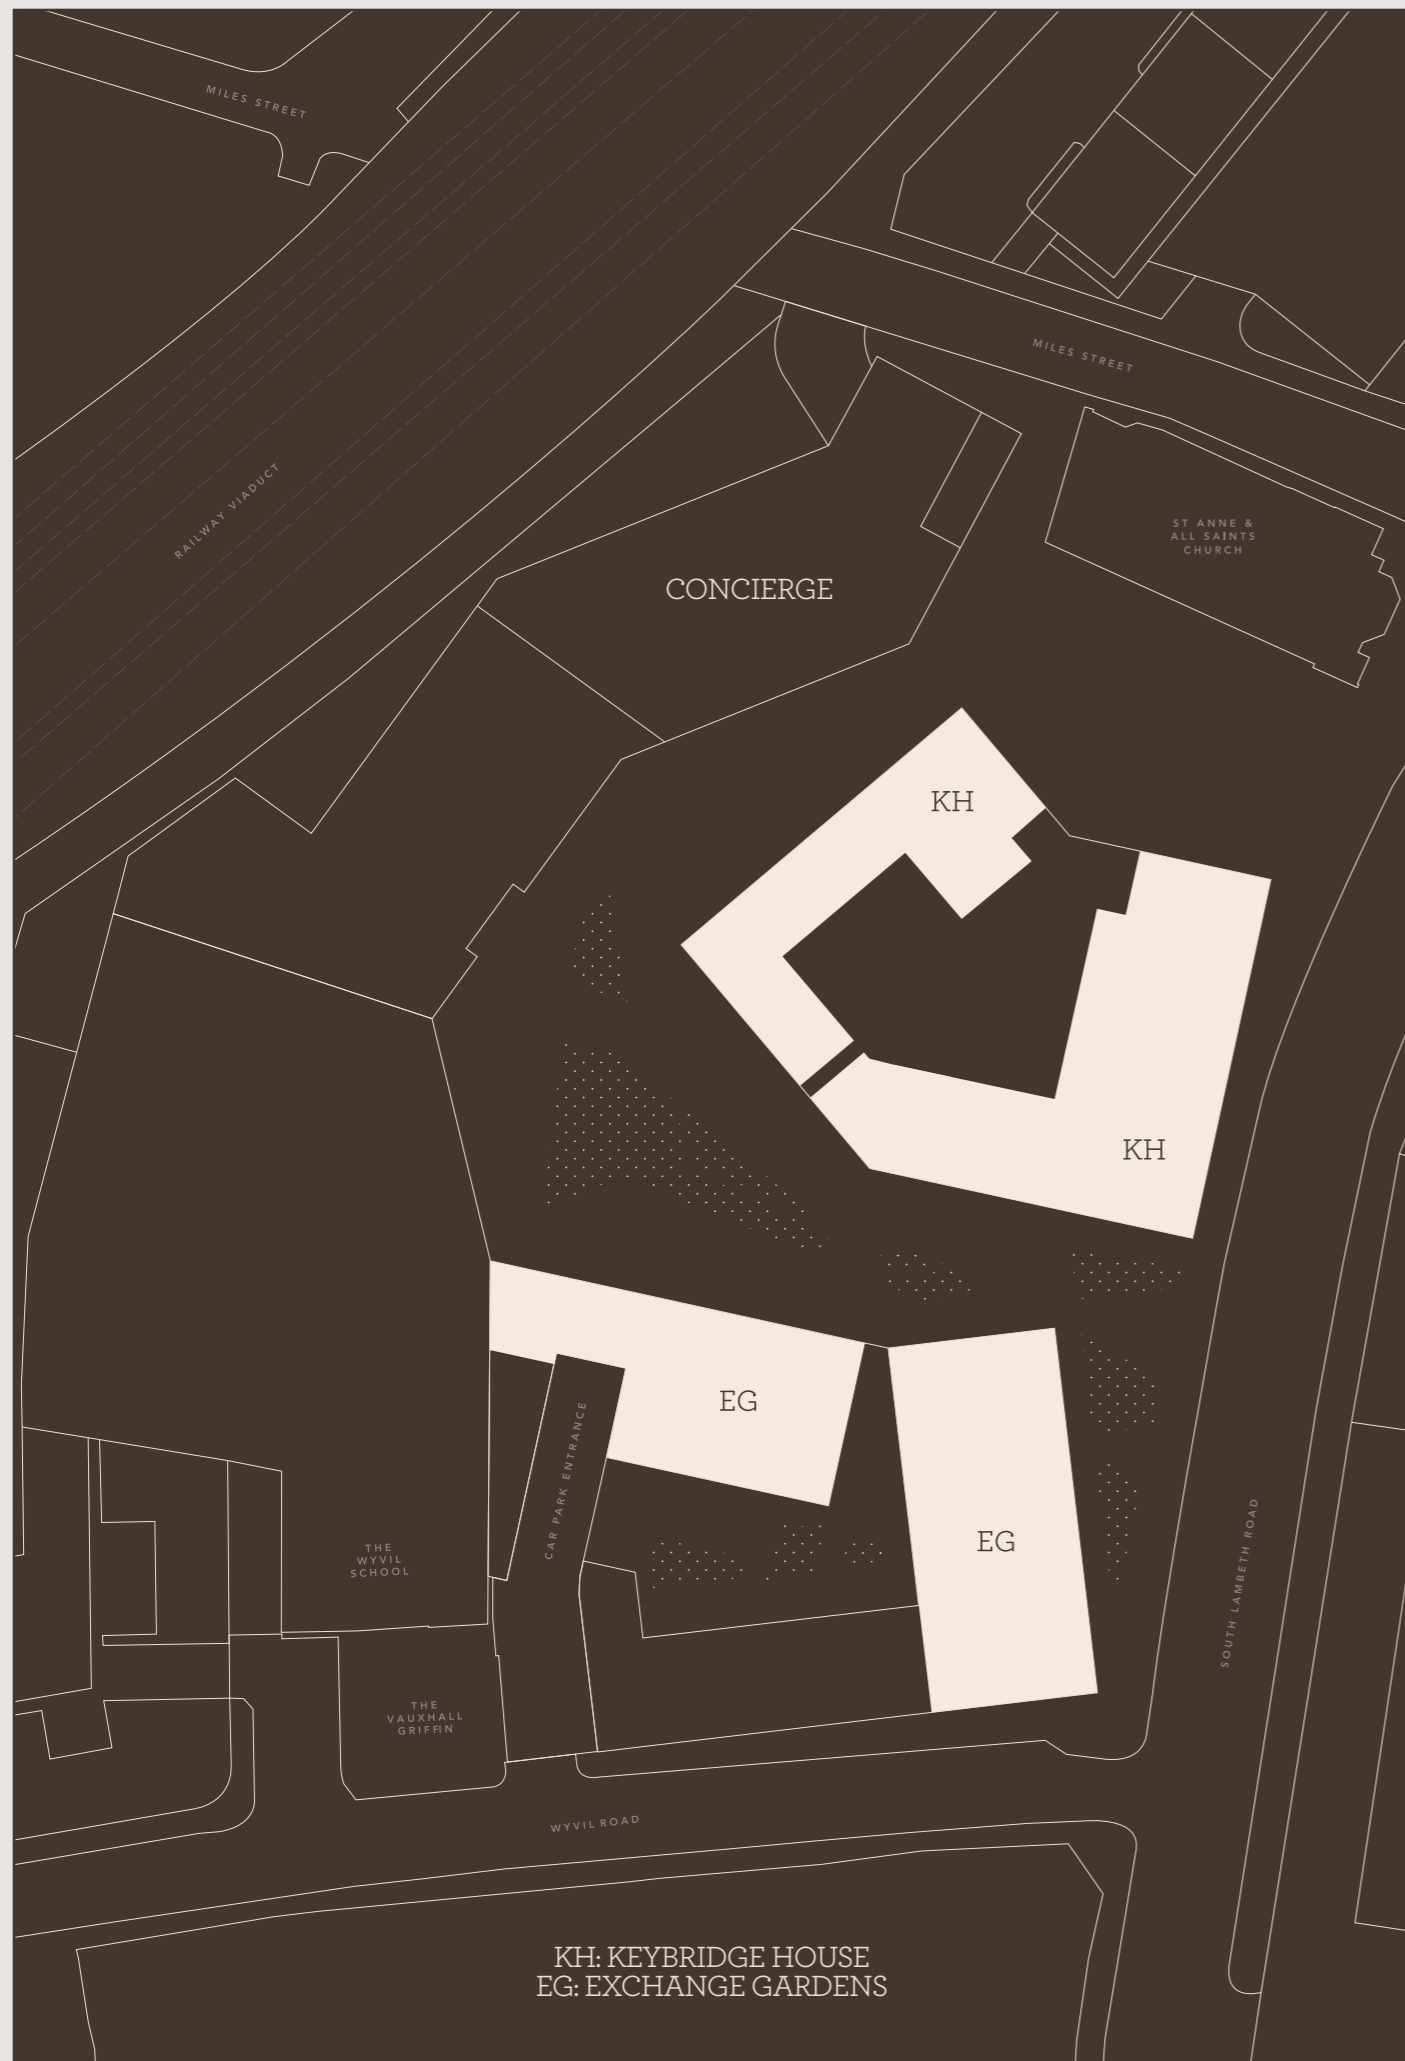 MILES STREET
MILES STREET
RAILWAY VIADUCT
ST ANNE &
ALL SAINTS
CHURCH
CONCIERGE
KH
KH
EG
CAR PARK ENTRANCE
EG
SOUTH LAMBETH ROAD
THE
WYVIL
SCHOOL
THE
VAUXHALL
GRIFFIN
WYVIL ROAD
KH: KEYBRIDGE HOUSE
EG: EXCHANGE GARDENS